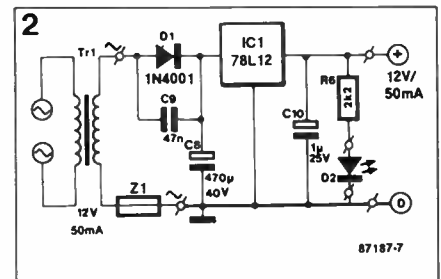 2
Tr1
D1
1N4001
C9
47n
C8
470µ
40V
IC1
78L12
C10
1µ
25V
R6
2k2
D2
+
12V/
50mA
0
Z1
12V
50mA
87187-7